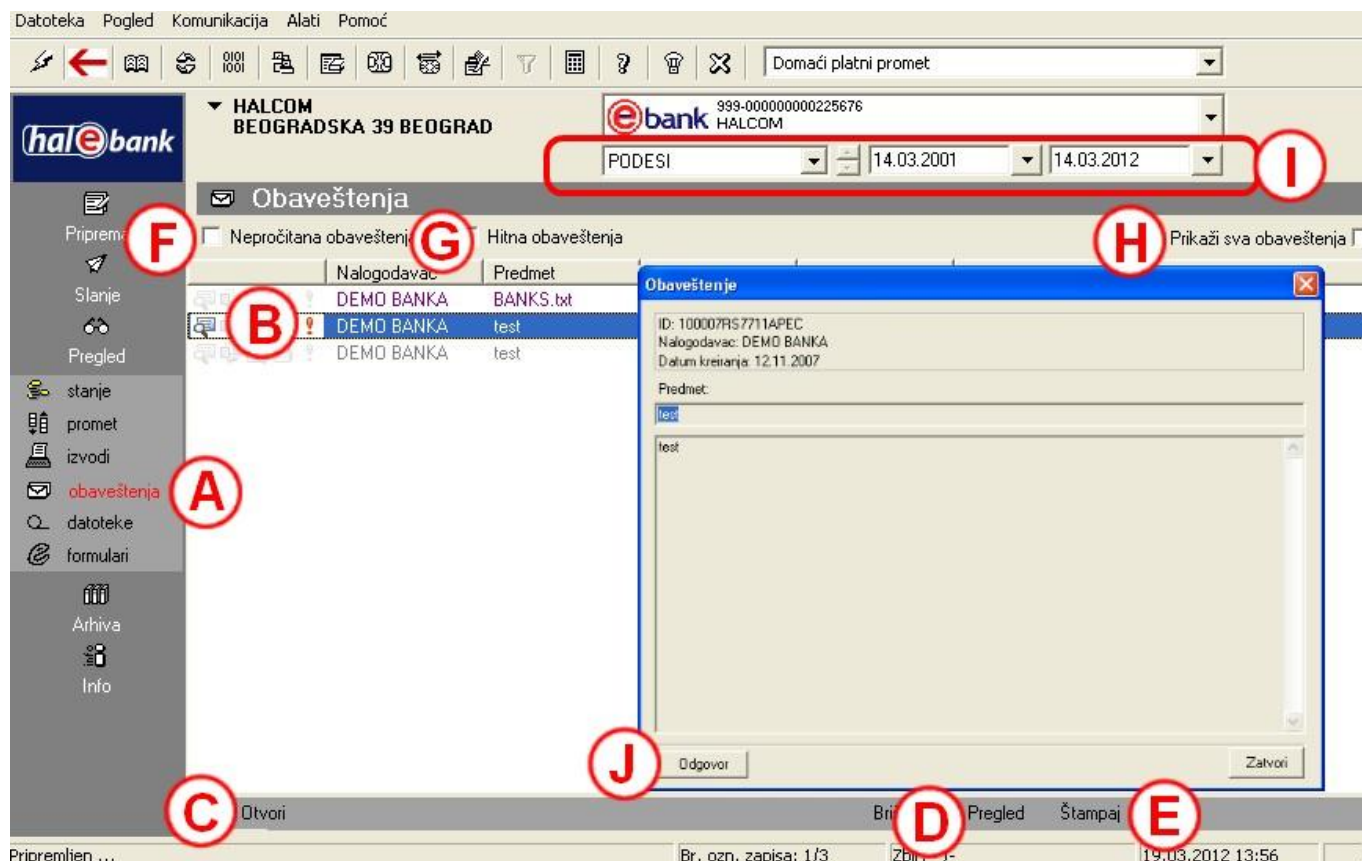 Datoteka Pogled Komunikacija Alati Pomoć
Domaći platni promet
HALCOM
BEOGRADSKA 39 BEOGRAD
halebank
ebank
999-000000000225676
HALCOM
PODESI 14.03.2001 14.03.2012
I
Obaveštenja
F
G
H
Nepročitana obaveštenja Hitna obaveštenja Prikaži sva obaveštenja
Nalogodavac Predmet
DEMO BANKA BANKS.txt
B
DEMO BANKA test
DEMO BANKA test
Priprema
Slanje
Pregled
stanje
promet
izvodi
obaveštenja
A
datoteke
formulari
Arhiva
Info
Obaveštenje
ID: 100007RS7711APEC
Nalogodavac: DEMO BANKA
Datum kreiranja: 12.11.2007
Predmet:
test
test
J
Odgovor Zatvori
C
Otvori
D
Pregled Štampaj
E
Pripremljen ... Br. ozn. zapisa: 1/3 19.03.2012 13:56